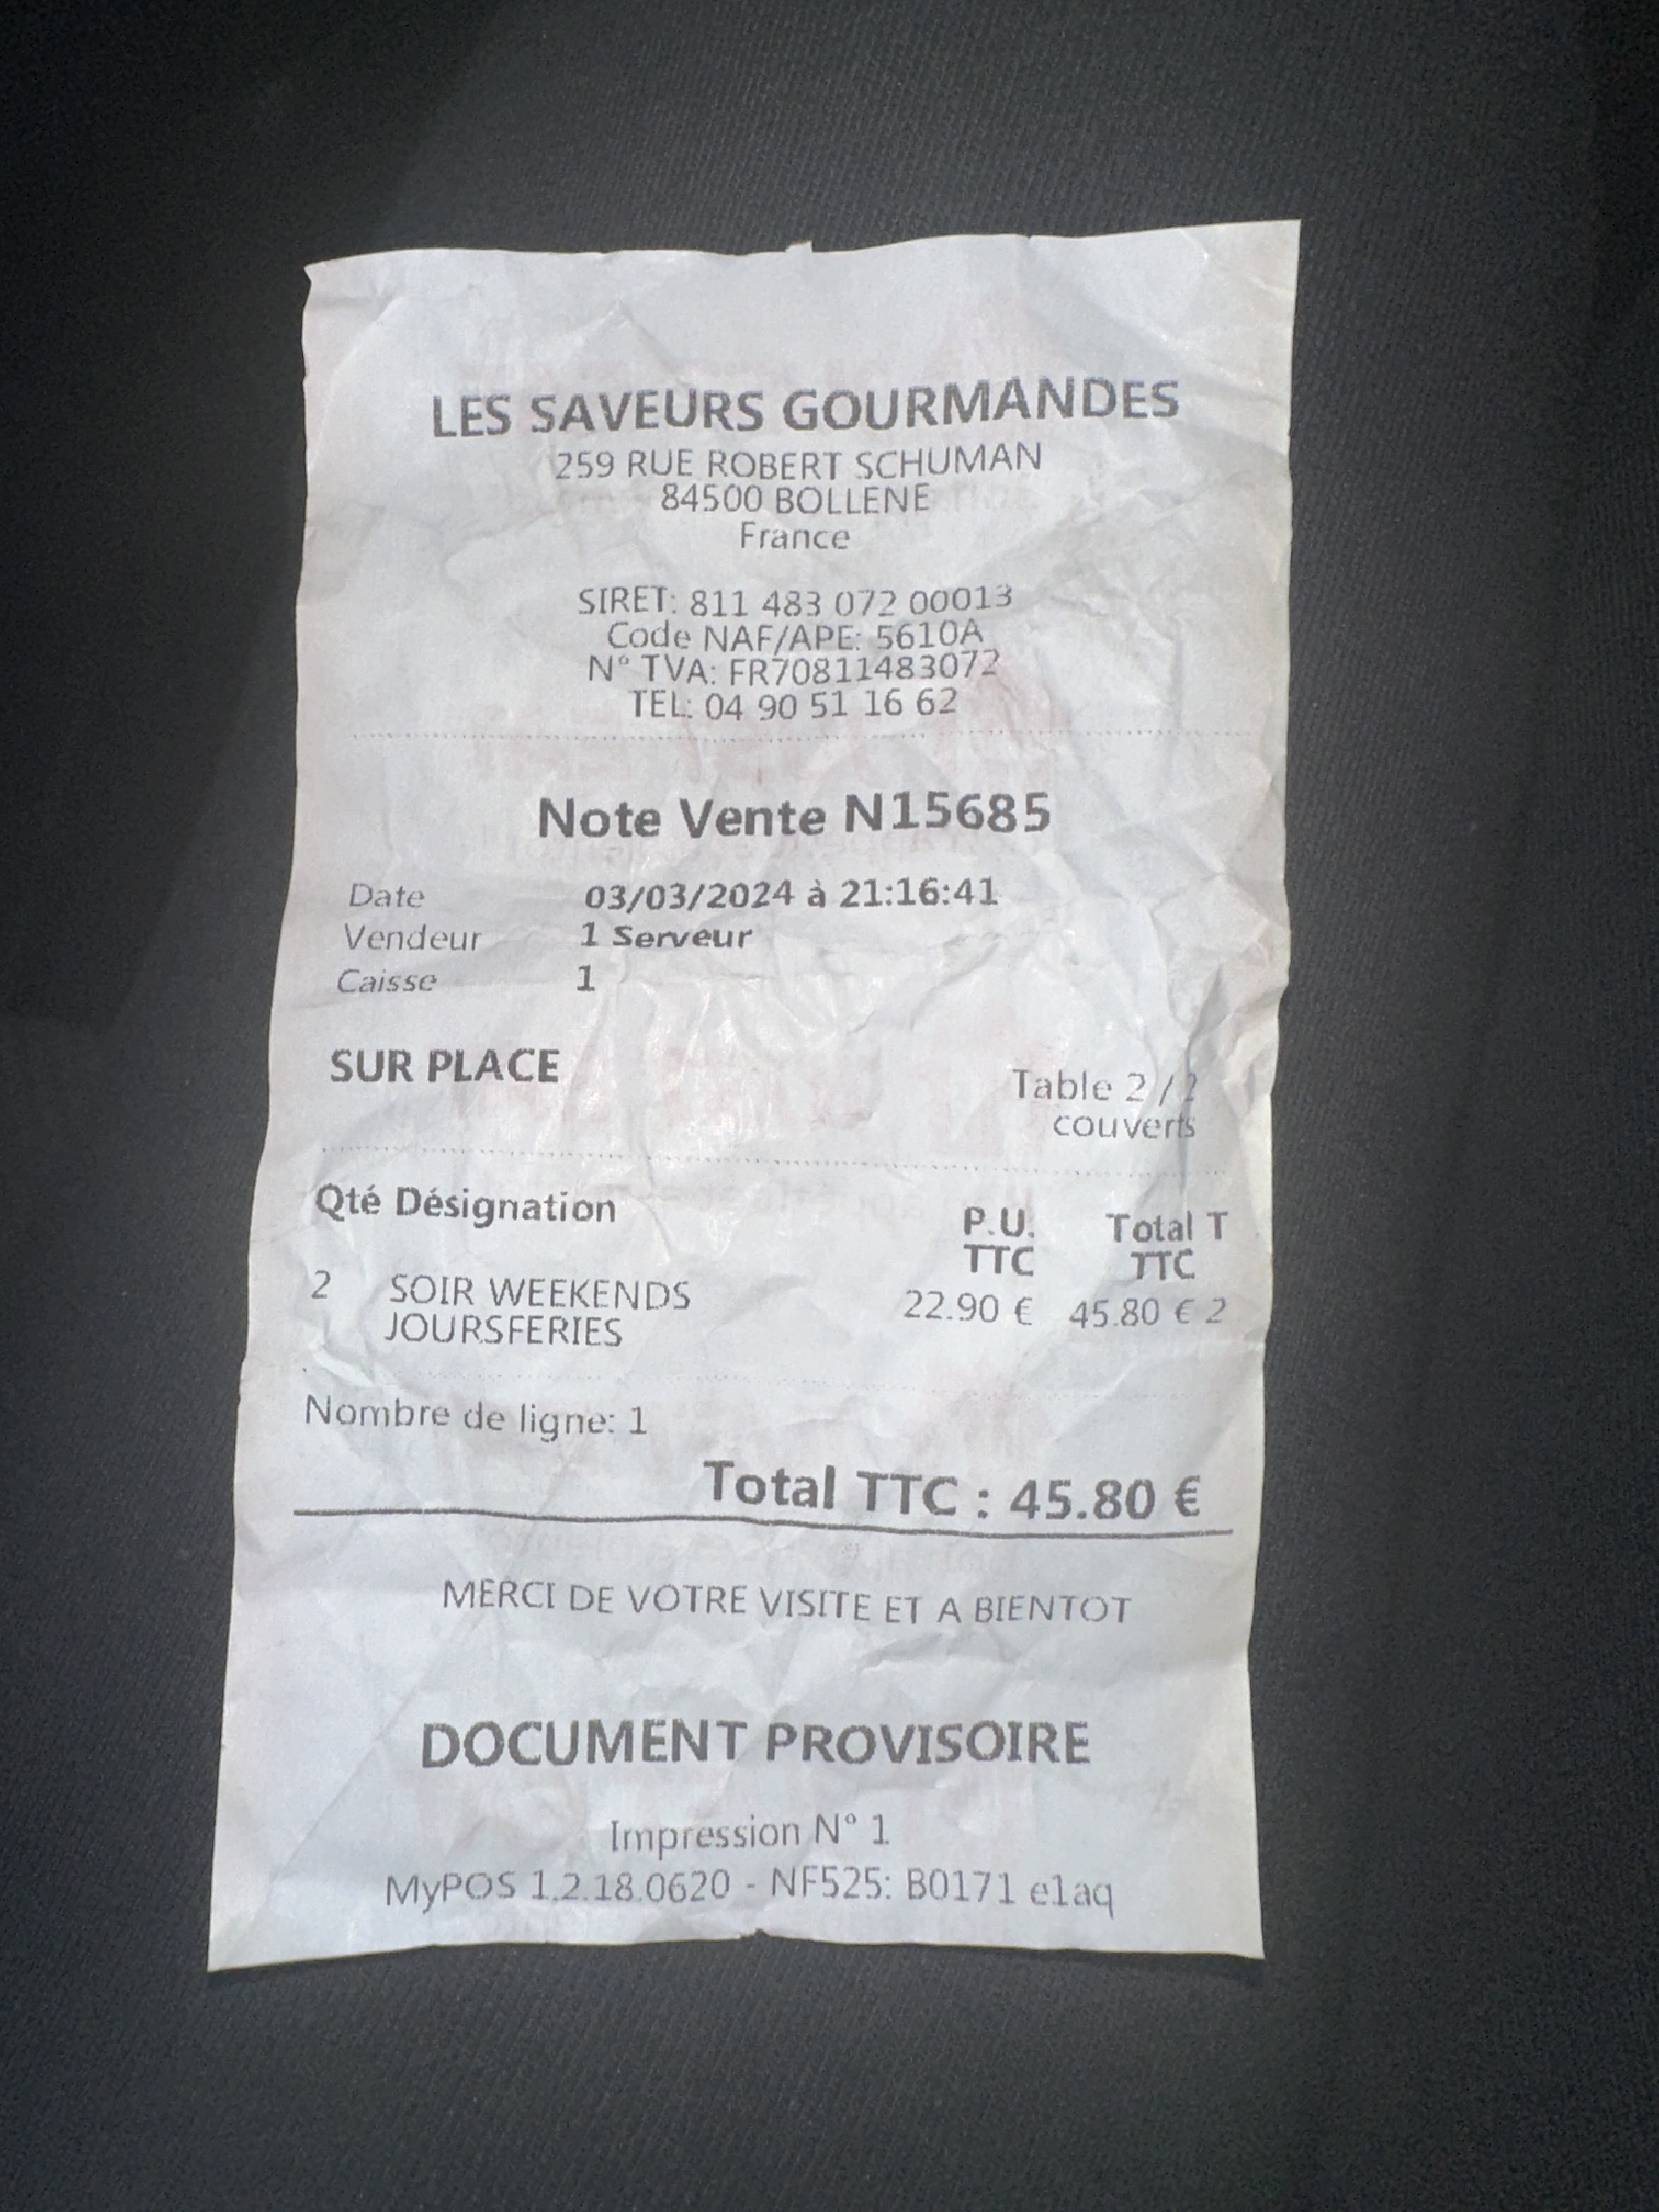 LES SAVEURS GOURMANDES
259 RUE ROBERT SCHUMAN
84500 BOLLENE
France
SIRET: 811 483 072 00013
Code NAF/APE: 5610A
N° TVA: FR70811483072
TEL: 04 90 51 16 62
Note Vente N15685
Date 03/03/2024 à 21:16:41
Vendeur 1 Serveur
Caisse 1
SUR PLACE
Table 2 / 2
couverts
Qté Désignation P.U. Total T
TTC TTC
2 SOIR WEEKENDS 22.90 € 45.80 € 2
JOURSFERIES
Nombre de ligne: 1
Total TTC : 45.80 €
MERCI DE VOTRE VISITE ET A BIENTOT
DOCUMENT PROVISOIRE
Impression N° 1
MyPOS 1.2.18.0620 - NF525: B0171 e1aq